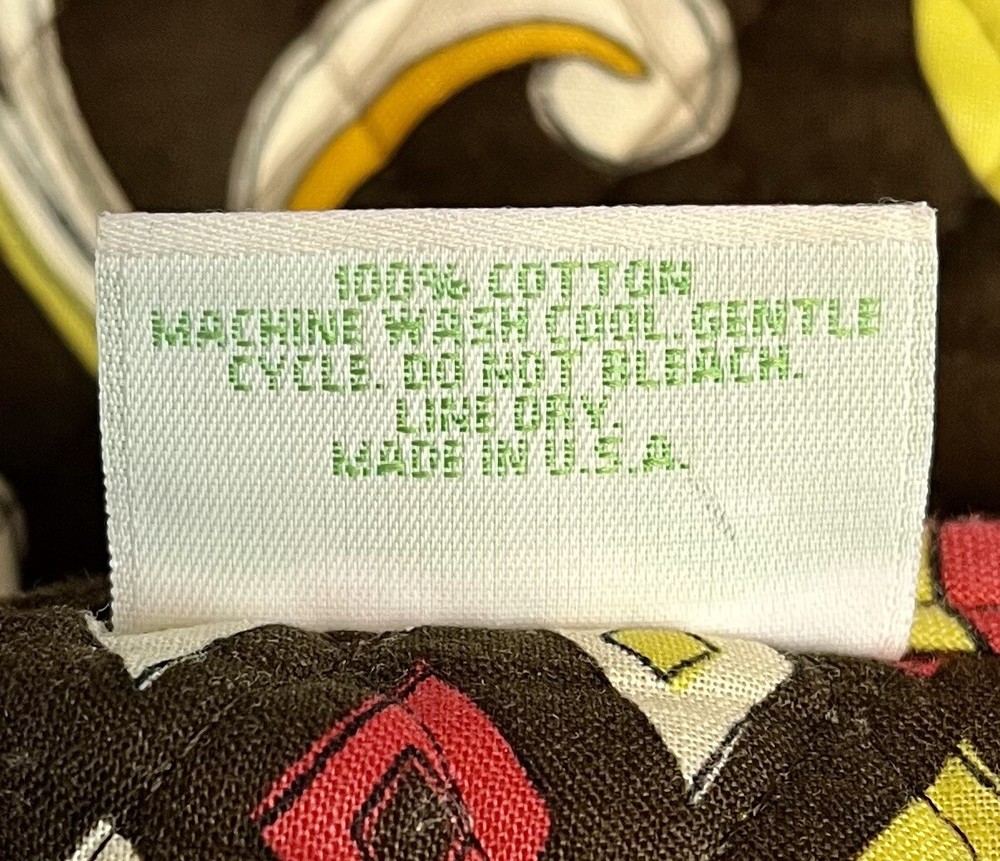 100% COTTON
MACHINE WASH COOL. GENTLE
CYCLE. DO NOT BLEACH.
LINE DRY.
MADE IN U.S.A.